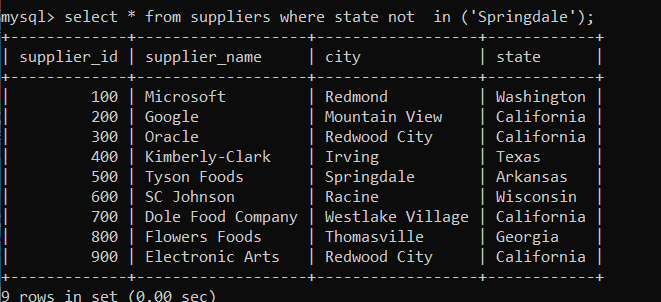 mysql> select * from suppliers where state not  in ('Springdale');
+-------------+-------------------+------------------+------------+
| supplier_id | supplier_name     | city             | state      |
+-------------+-------------------+------------------+------------+
|         100 | Microsoft         | Redmond          | Washington |
|         200 | Google            | Mountain View    | California |
|         300 | Oracle            | Redwood City     | California |
|         400 | Kimberly-Clark    | Irving           | Texas      |
|         500 | Tyson Foods       | Springdale       | Arkansas   |
|         600 | SC Johnson        | Racine           | Wisconsin  |
|         700 | Dole Food Company | Westlake Village | California |
|         800 | Flowers Foods     | Thomasville      | Georgia    |
|         900 | Electronic Arts   | Redwood City     | California |
+-------------+-------------------+------------------+------------+
9 rows in set (0.00 sec)